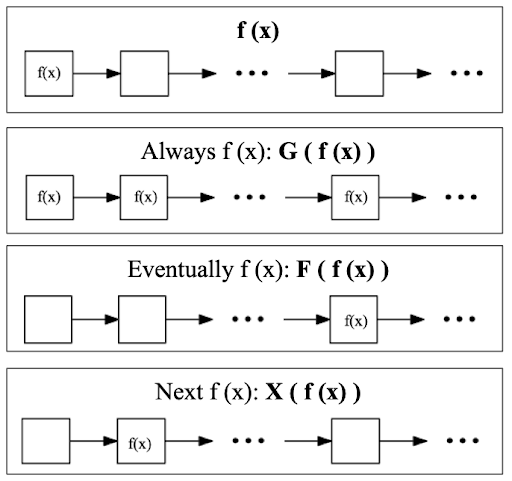 f (x)
f(x)
Always f (x): G ( f (x) )
f(x) f(x) f(x)
Eventually f (x): F ( f (x) )
f(x)
Next f (x): X ( f (x) )
f(x)